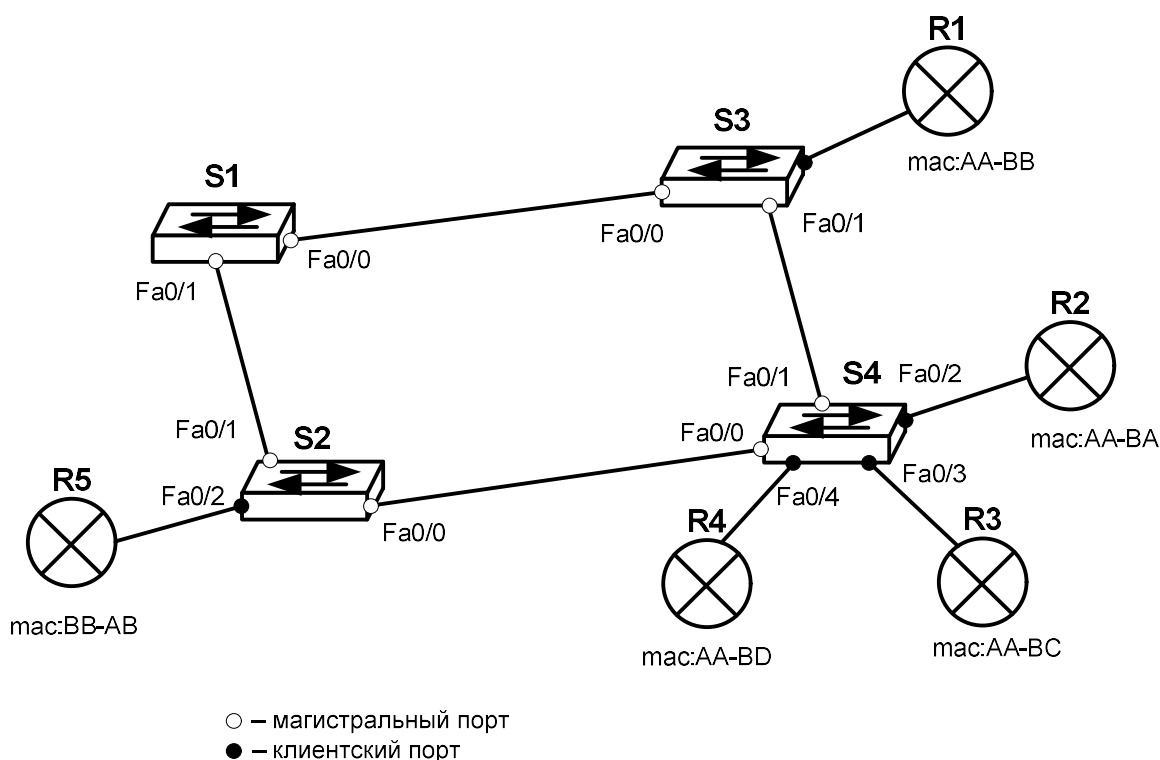 R1
S3
mac:AA-BB
S1
Fa0/0
Fa0/0
Fa0/1
Fa0/1
R2
Fa0/1
S4
Fa0/2
Fa0/1
S2
Fa0/0
mac:AA-BA
R5
Fa0/2
Fa0/0
Fa0/4
Fa0/3
R4
R3
mac:BB-AB
mac:AA-BD
mac:AA-BC
– магистральный порт
– клиентский порт